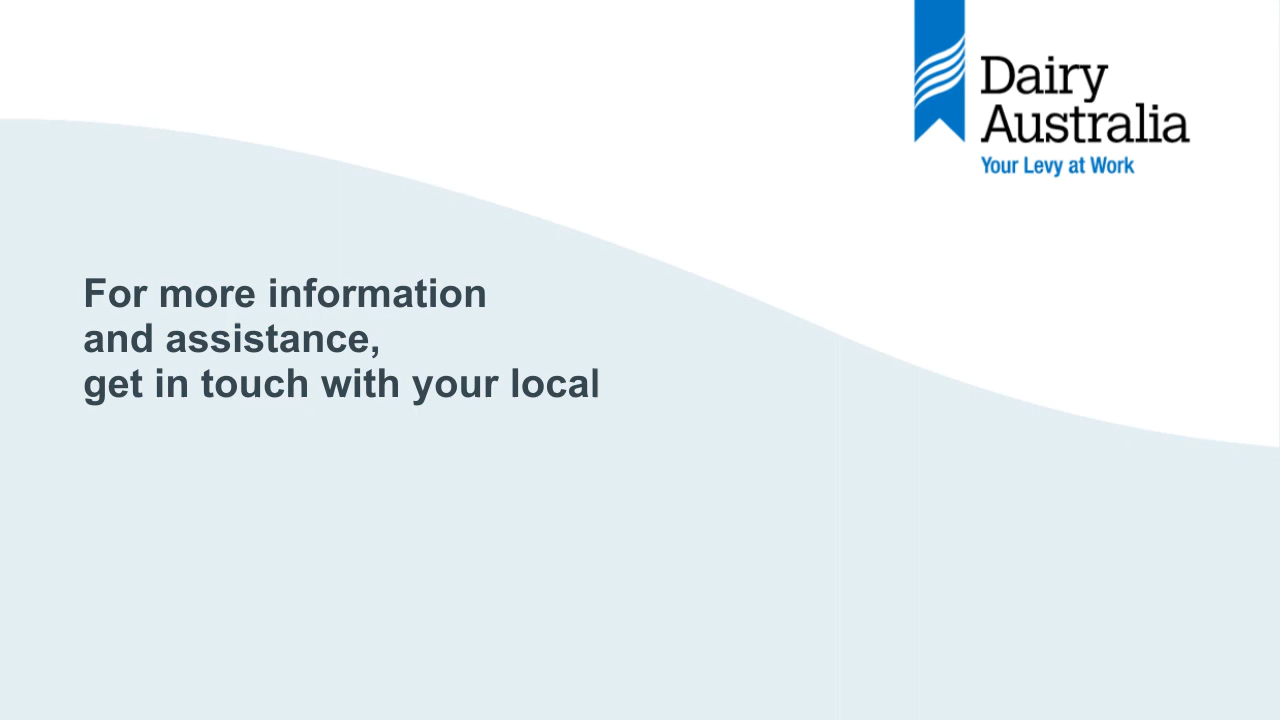 Dairy
Australia
Your Levy at Work
For more information
and assistance,
get in touch with your local